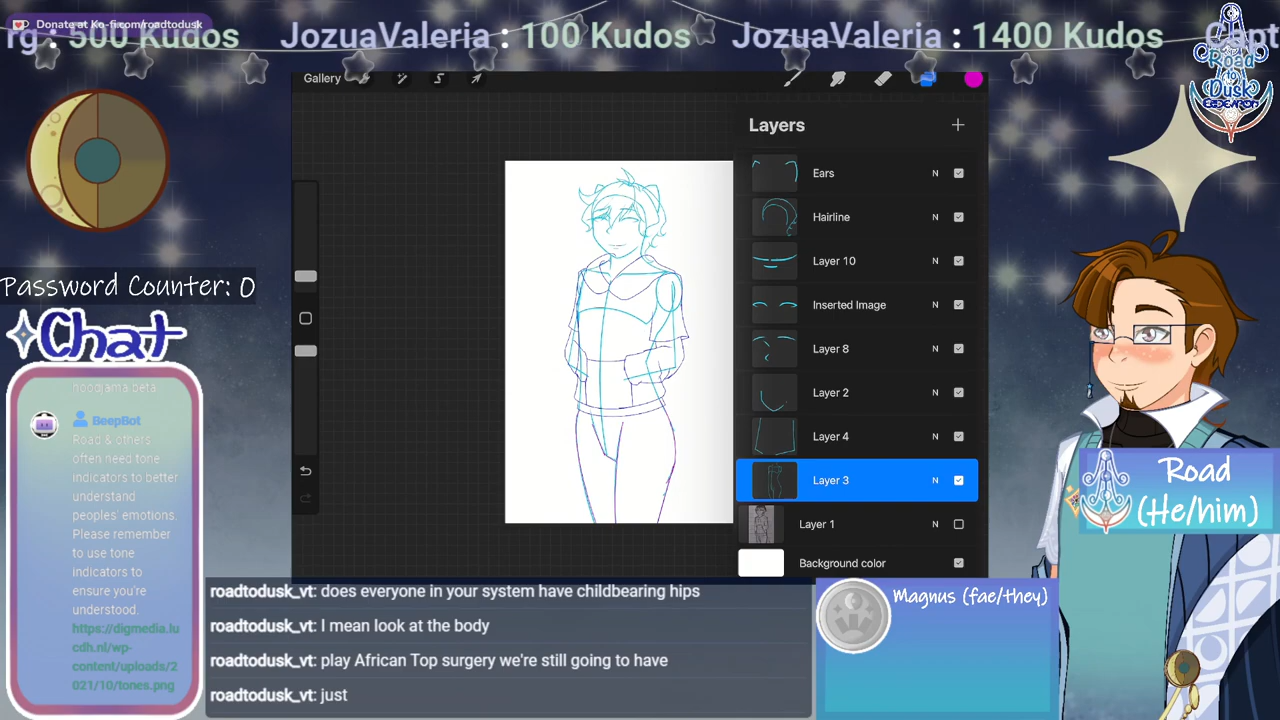 Donate at Ko-fi.com/roadtodusk
rg : 500 Kudos JozuaValeria : 100 Kudos JozuaValeria : 1400 Kudos
Road
to
Dusk
Gallery
Layers
Ears N
Hairline N
Layer 10 N
Inserted Image N
Layer 8 N
Layer 2 N
Layer 4 N
Layer 3 N
Layer 1 N
Background color
Password Counter: 0
Chat
noodjama beta
BeepBot
Road & others
often need tone
indicators to better
understand
peoples' emotions.
Please remember
to use tone
indicators to
ensure you're
understood.
https://digmedia.lu
cdh.nl/wp-
content/uploads/2
021/10/tones.png
roadtodusk_vt: does everyone in your system have childbearing hips
roadtodusk_vt: I mean look at the body
roadtodusk_vt: play African Top surgery we're still going to have
roadtodusk_vt: just
Road
(He/him)
Magnus (fae/they)